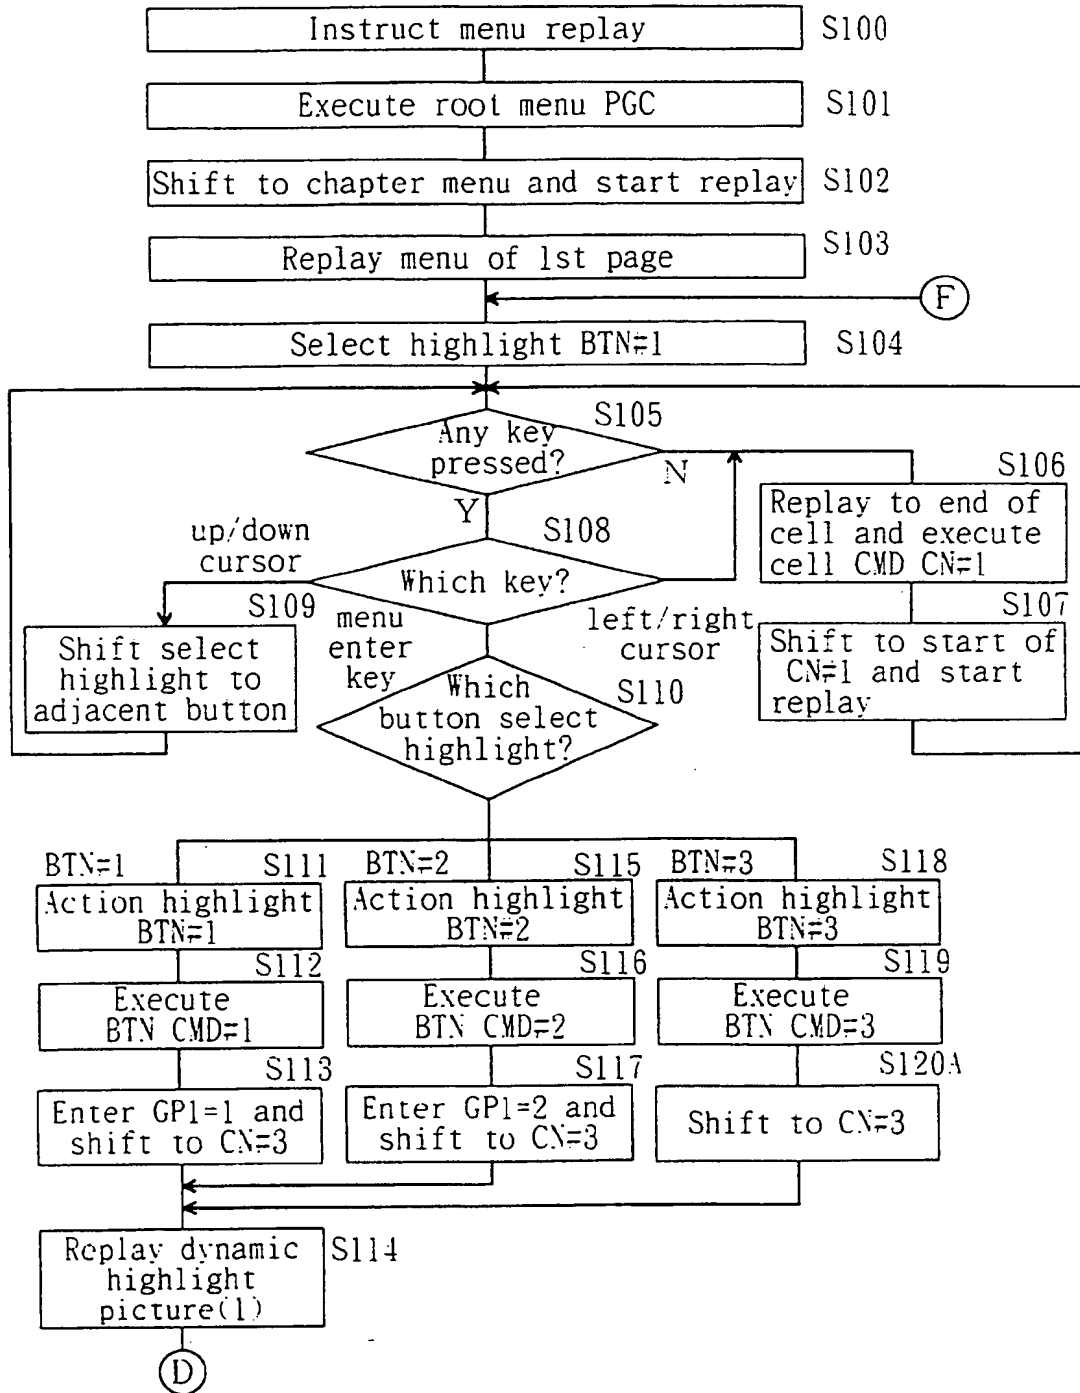 Instruct menu replay S100
Execute root menu PGC S101
Shift to chapter menu and start replay S102
Replay menu of 1st page S103
F
Select highlight BTN#1 S104
S105
Any key
pressed?
N
Y
S106
Replay to end of
cell and execute
cell CMD CN#1
S107
Shift to start of
CN#1 and start
replay
S108
Which key?
up/down
cursor
S109
Shift select
highlight to
adjacent button
menu
enter
key
left/right
cursor
S110
Which
button select
highlight?
BTN#1 S111
Action highlight
BTN#1
S112
Execute
BTN CMD#1
S113
Enter GP1=1 and
shift to CN#3
BTN#2 S115
Action highlight
BTN#2
S116
Execute
BTN CMD#2
S117
Enter GP1=2 and
shift to CN#3
BTN#3 S118
Action highlight
BTN#3
S119
Execute
BTN CMD#3
S120A
Shift to CN#3
Replay dynamic S114
highlight
picture(1)
D